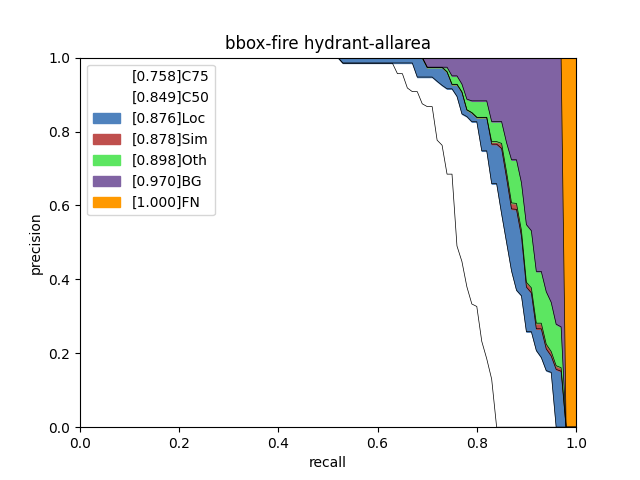 bbox-fire hydrant-allarea
1.0
0.8
0.6
0.4
0.2
0.0
precision
[0.758]C75
[0.849]C50
[0.876]Loc
[0.878]Sim
[0.898]Oth
[0.970]BG
[1.000]FN
0.0 0.2 0.4 0.6 0.8 1.0
recall